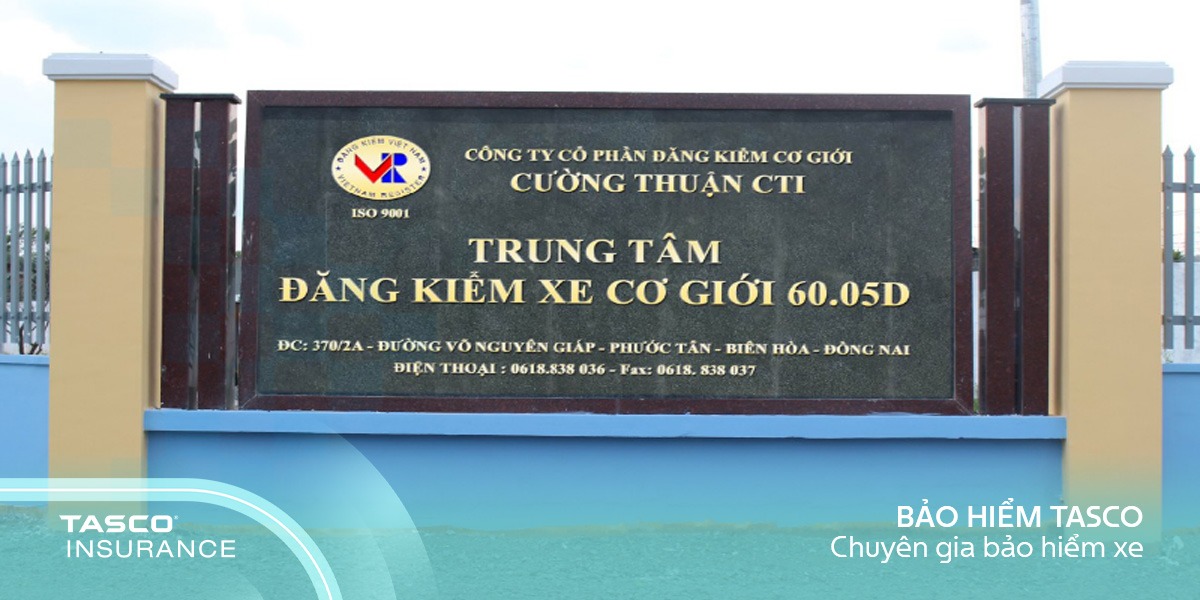 ĐĂNG KIỂM VIỆT NAM
VR
VIETNAM REGISTER
ISO 9001
CÔNG TY CỔ PHẦN ĐĂNG KIỂM CƠ GIỚI
CƯỜNG THUẬN CTI
TRUNG TÂM
ĐĂNG KIỂM XE CƠ GIỚI 60.05D
ĐC: 370/2A - ĐƯỜNG VÕ NGUYÊN GIÁP - PHƯỚC TÂN - BIÊN HÒA - ĐỒNG NAI
ĐIỆN THOẠI : 0618.838 036 - Fax: 0618. 838 037
TASCO
INSURANCE
BẢO HIỂM TASCO
Chuyên gia bảo hiểm xe